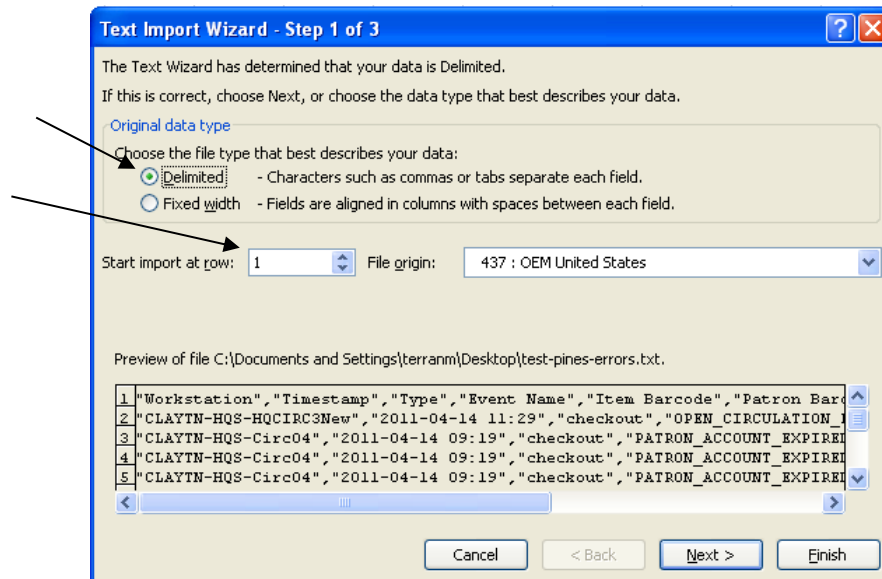 Text Import Wizard - Step 1 of 3
The Text Wizard has determined that your data is Delimited.
If this is correct, choose Next, or choose the data type that best describes your data.
Original data type
Choose the file type that best describes your data:
Delimited - Characters such as commas or tabs separate each field.
Fixed width - Fields are aligned in columns with spaces between each field.
Start import at row: 1 File origin: 437 : OEM United States
Preview of file C:\Documents and Settings\terranm\Desktop\test-pines-errors.txt.
1 "Workstation","Timestamp","Type","Event Name","Item Barcode","Patron Barc
2 "CLAYTN-HQS-HQCIRC3New","2011-04-14 11:29","checkout","OPEN_CIRCULATION_
3 "CLAYTN-HQS-Circ04","2011-04-14 09:19","checkout","PATRON_ACCOUNT_EXPIRED
4 "CLAYTN-HQS-Circ04","2011-04-14 09:19","checkout","PATRON_ACCOUNT_EXPIRED
5 "CLAYTN-HQS-Circ04","2011-04-14 09:19","checkout","PATRON_ACCOUNT_EXPIRED
Cancel < Back Next > Finish